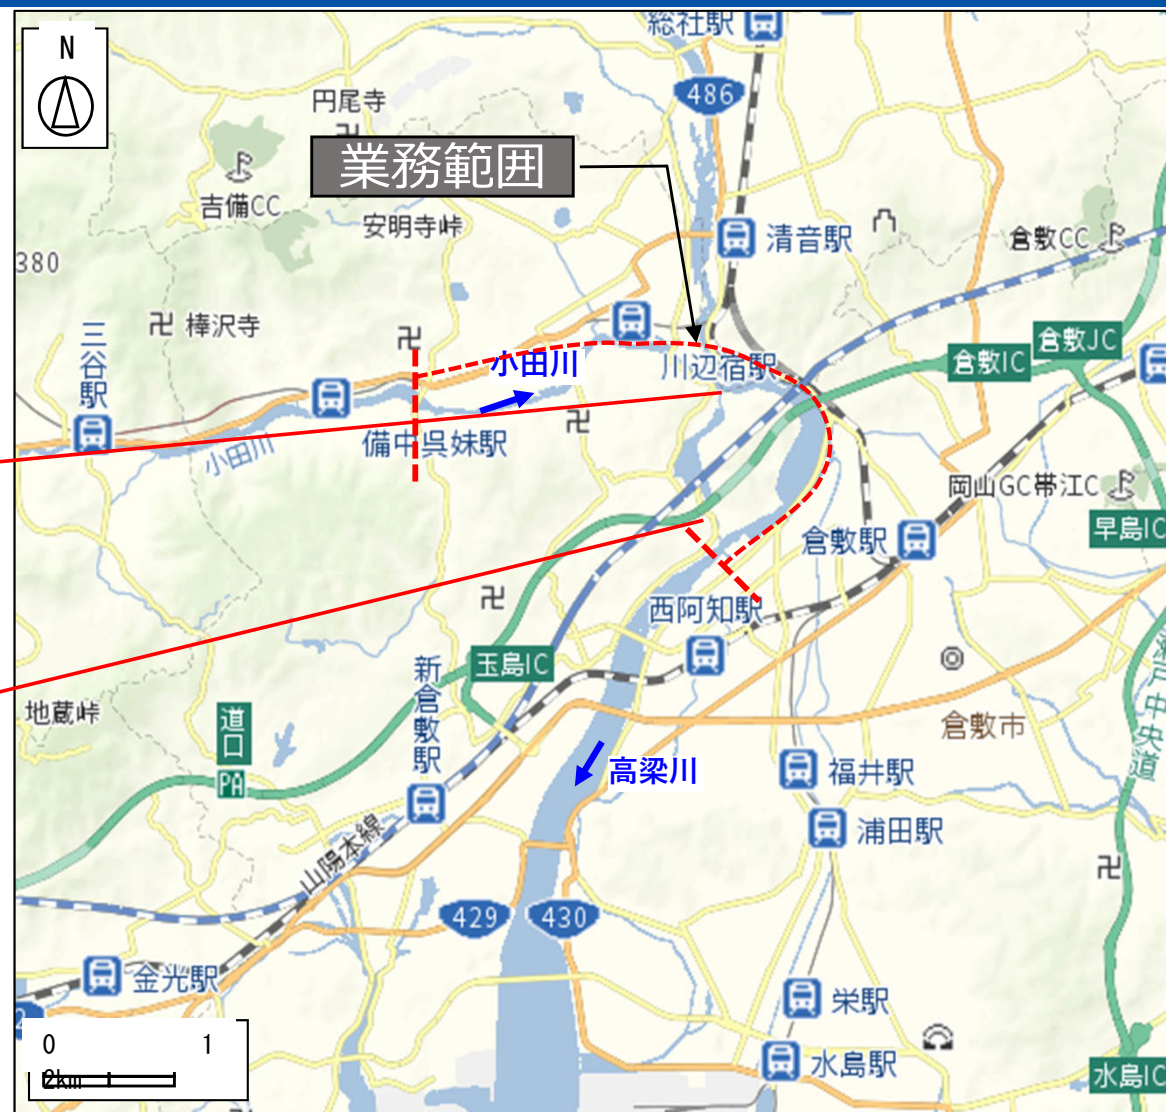 総社駅
N
486
円尾寺
業務範囲
吉備CC
安明寺峠
清音駅
倉敷CC
380
三谷駅
棒沢寺
倉敷JC
倉敷IC
小田川
川辺宿駅
小田川
備中呉妹駅
岡山GC帯江C
早島IC
倉敷駅
西阿知駅
玉島IC
新倉敷駅
瀬戸中央道
地蔵峠
道口
PA
倉敷市
高梁川
福井駅
浦田駅
山陽本線
429
430
金光駅
栄駅
2
0 1
2km
水島駅
水島IC